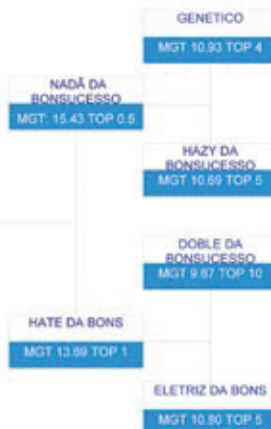 GENETICO
MGT 10.93 TOP 4
NADÃ DA
BONSUCESSO
MGT: 15.43 TOP 0.5
HAZY DA
BONSUCESSO
MGT 10.69 TOP 5
DOBLE DA
BONSUCESSO
MGT 9.67 TOP 10
HATE DA BONS
MGT 13.69 TOP 1
ELETRIZ DA BONS
MGT 10.80 TOP 5